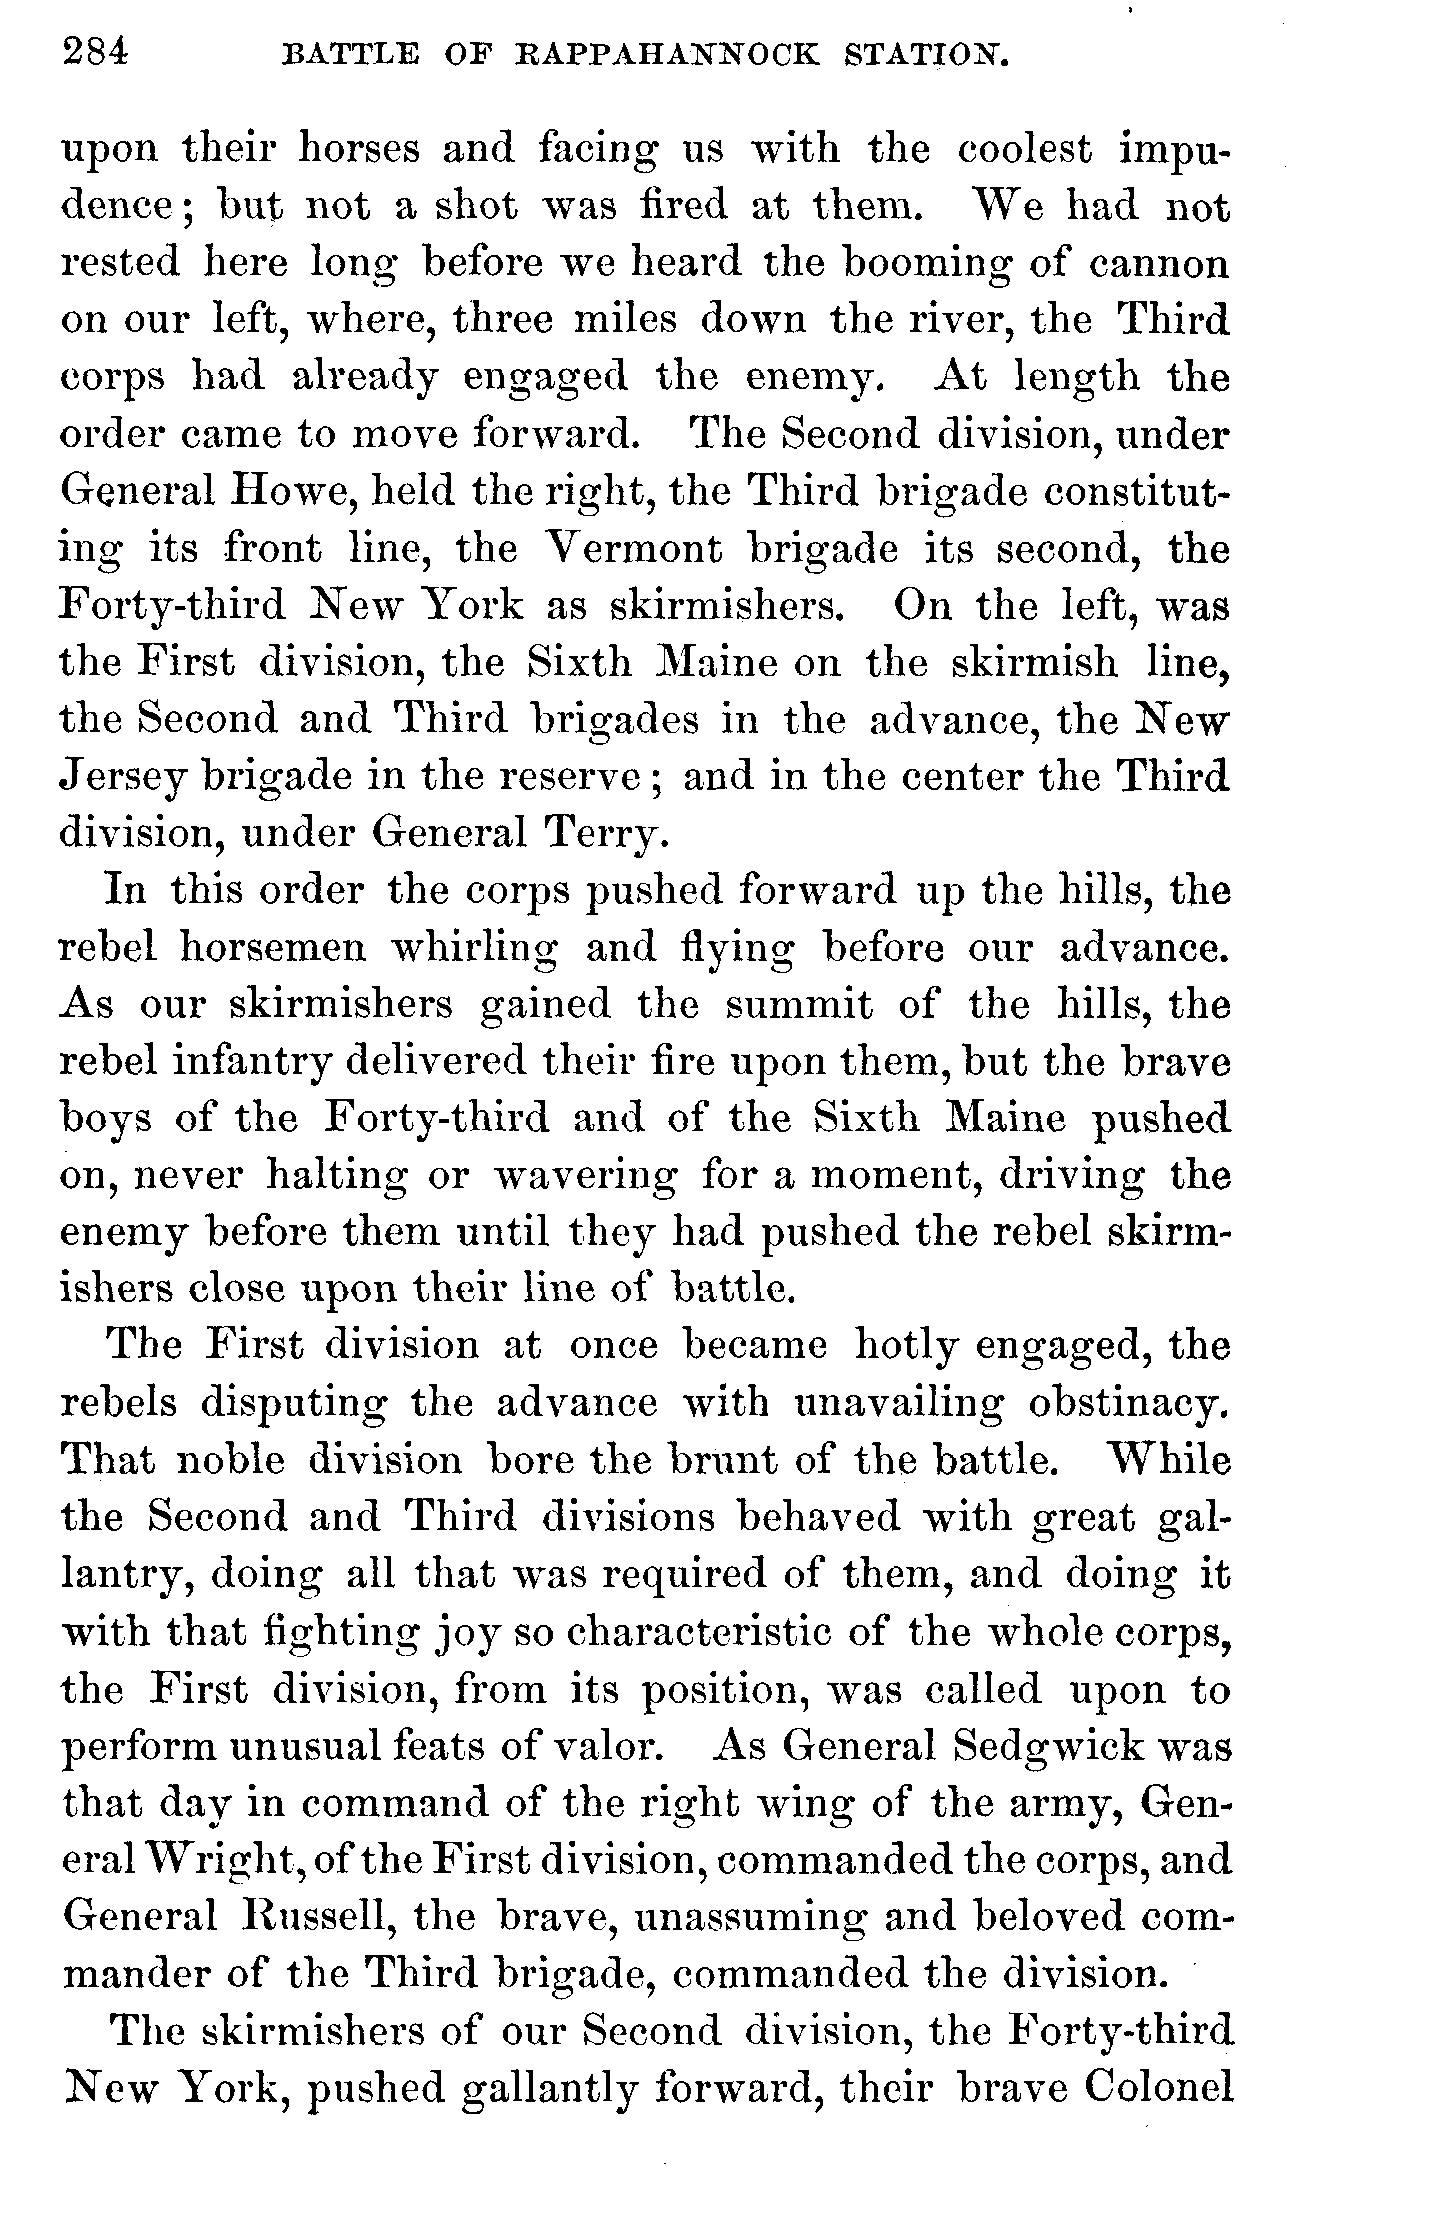 284 BATTLE OF RAPPAHANNOCK STATION.
upon their horses and facing us with the coolest impu-
dence; but not a shot was fired at them. We had not
rested here long before we heard the booming of cannon
on our left, where, three miles down the river, the Third
corps had already engaged the enemy. At length the
order came to move forward. The Second division, under
General Howe, held the right, the Third brigade constitut-
ing its front line, the Vermont brigade its second, the
Forty-third New York as skirmishers. On the left, was
the First division, the Sixth Maine on the skirmish line,
the Second and Third brigades in the advance, the New
Jersey brigade in the reserve; and in the center the Third
division, under General Terry.
In this order the corps pushed forward up the hills, the
rebel horsemen whirling and flying before our advance.
As our skirmishers gained the summit of the hills, the
rebel infantry delivered their fire upon them, but the brave
boys of the Forty-third and of the Sixth Maine pushed
on, never halting or wavering for a moment, driving the
enemy before them until they had pushed the rebel skirm-
ishers close upon their line of battle.
The First division at once became hotly engaged, the
rebels disputing the advance with unavailing obstinacy.
That noble division bore the brunt of the battle. While
the Second and Third divisions behaved with great gal-
lantry, doing all that was required of them, and doing it
with that fighting joy so characteristic of the whole corps,
the First division, from its position, was called upon to
perform unusual feats of valor. As General Sedgwick was
that day in command of the right wing of the army, Gen-
eral Wright, of the First division, commanded the corps, and
General Russell, the brave, unassuming and beloved com-
mander of the Third brigade, commanded the division.
The skirmishers of our Second division, the Forty-third
New York, pushed gallantly forward, their brave Colonel